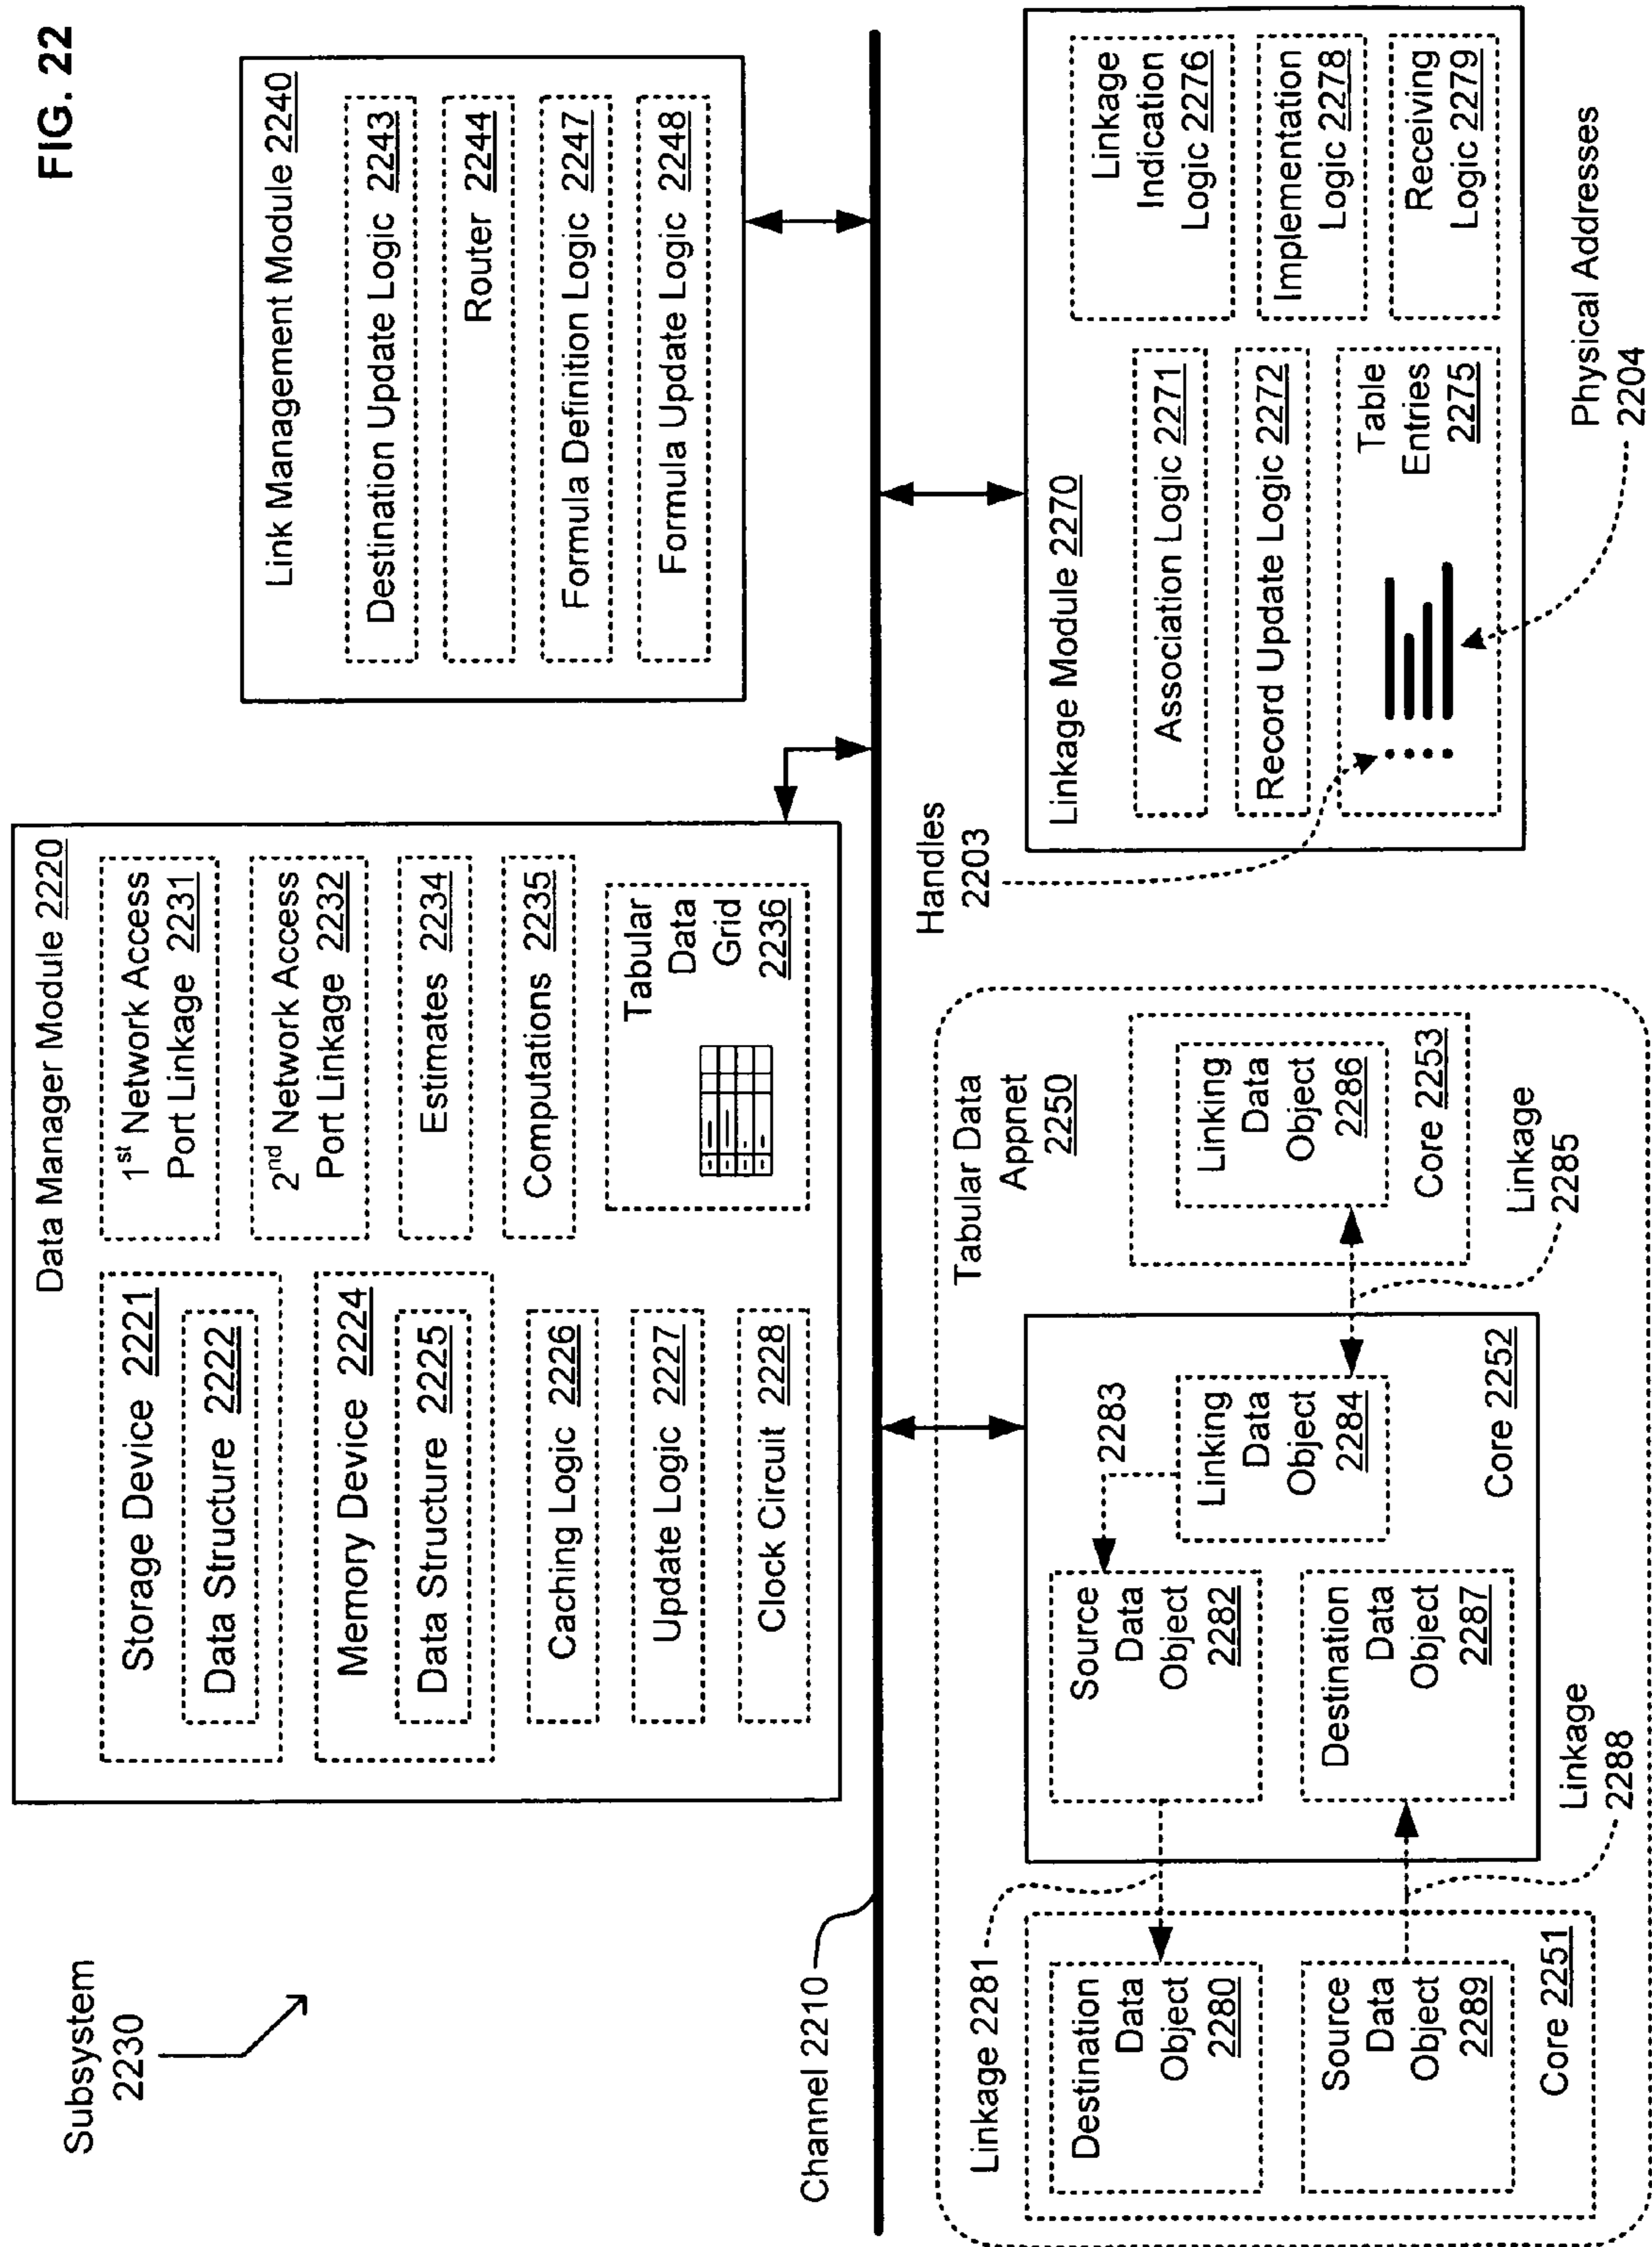 FIG. 22
Subsystem
2230
Data Manager Module 2220
Storage Device 2221
Data Structure 2222
Memory Device 2224
Data Structure 2225
Caching Logic 2226
Update Logic 2227
Clock Circuit 2228
1st Network Access
Port Linkage 2231
2nd Network Access
Port Linkage 2232
Estimates 2234
Computations 2235
Tabular
Data
Grid
2236
Link Management Module 2240
Destination Update Logic 2243
Router 2244
Formula Definition Logic 2247
Formula Update Logic 2248
Channel 2210
Tabular Data
Appnet
2250
Linkage 2281
Destination
Data
Object
2280
Source
Data
Object
2289
Core 2251
Source
Data
Object
2282
2283
Linking
Data
Object
2284
Destination
Data
Object
2287
Core 2252
Linkage
2288
Linking
Data
Object
2286
Core 2253
Linkage
2285
Handles
2203
Linkage Module 2270
Association Logic 2271
Record Update Logic 2272
Table
Entries
2275
Linkage
Indication
Logic 2276
Implementation
Logic 2278
Receiving
Logic 2279
Physical Addresses
2204